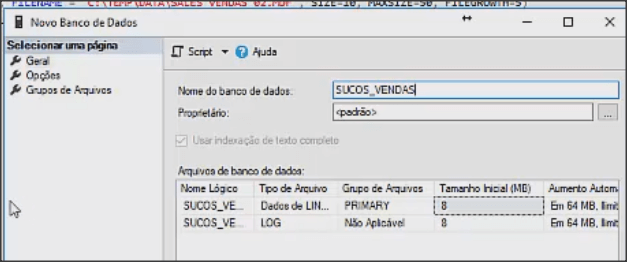 FILENAME = 'C:\TEMP\DATA\SALES_VENDAS_02.MDF', SIZE=10, MAXSIZE=50, FILEGROWTH=5)
Novo Banco de Dados
Selecionar uma página
Geral
Opções
Grupos de Arquivos
Script Ajuda
Nome do banco de dados: SUCOS_VENDAS
Proprietário: <padrão> ...
Usar indexação de texto completo
Arquivos de banco de dados:
Nome Lógico Tipo de Arquivo Grupo de Arquivos Tamanho Inicial (MB) Aumento Autom
SUCOS_VE... Dados de LIN... PRIMARY 8 Em 64 MB, limit
SUCOS_VE... LOG Não Aplicável 8 Em 64 MB, limit